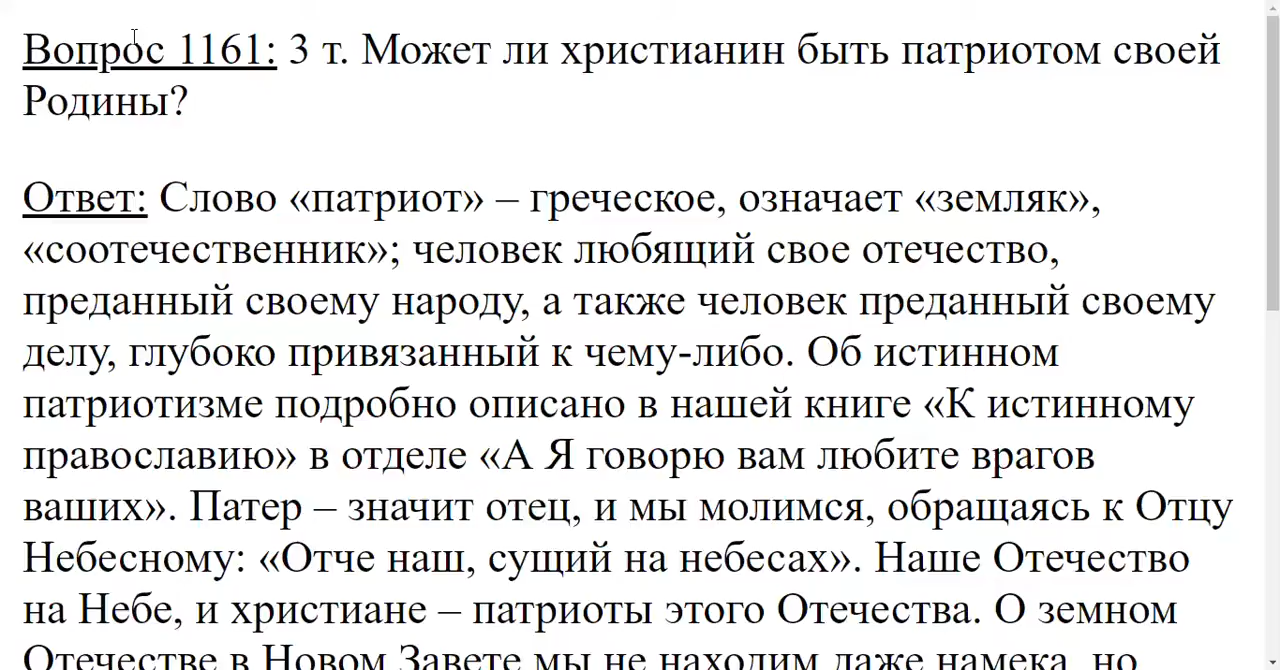 Вопрос 1161: 3 т. Может ли христианин быть патриотом своей
Родины?
Ответ: Слово «патриот» – греческое, означает «земляк»,
«соотечественник»; человек любящий свое отечество,
преданный своему народу, а также человек преданный своему
делу, глубоко привязанный к чему-либо. Об истинном
патриотизме подробно описано в нашей книге «К истинному
православию» в отделе «А Я говорю вам любите врагов
ваших». Патер – значит отец, и мы молимся, обращаясь к Отцу
Небесному: «Отче наш, сущий на небесах». Наше Отечество
на Небе, и христиане – патриоты этого Отечества. О земном
Отечестве в Новом Завете мы не находим даже намека, но